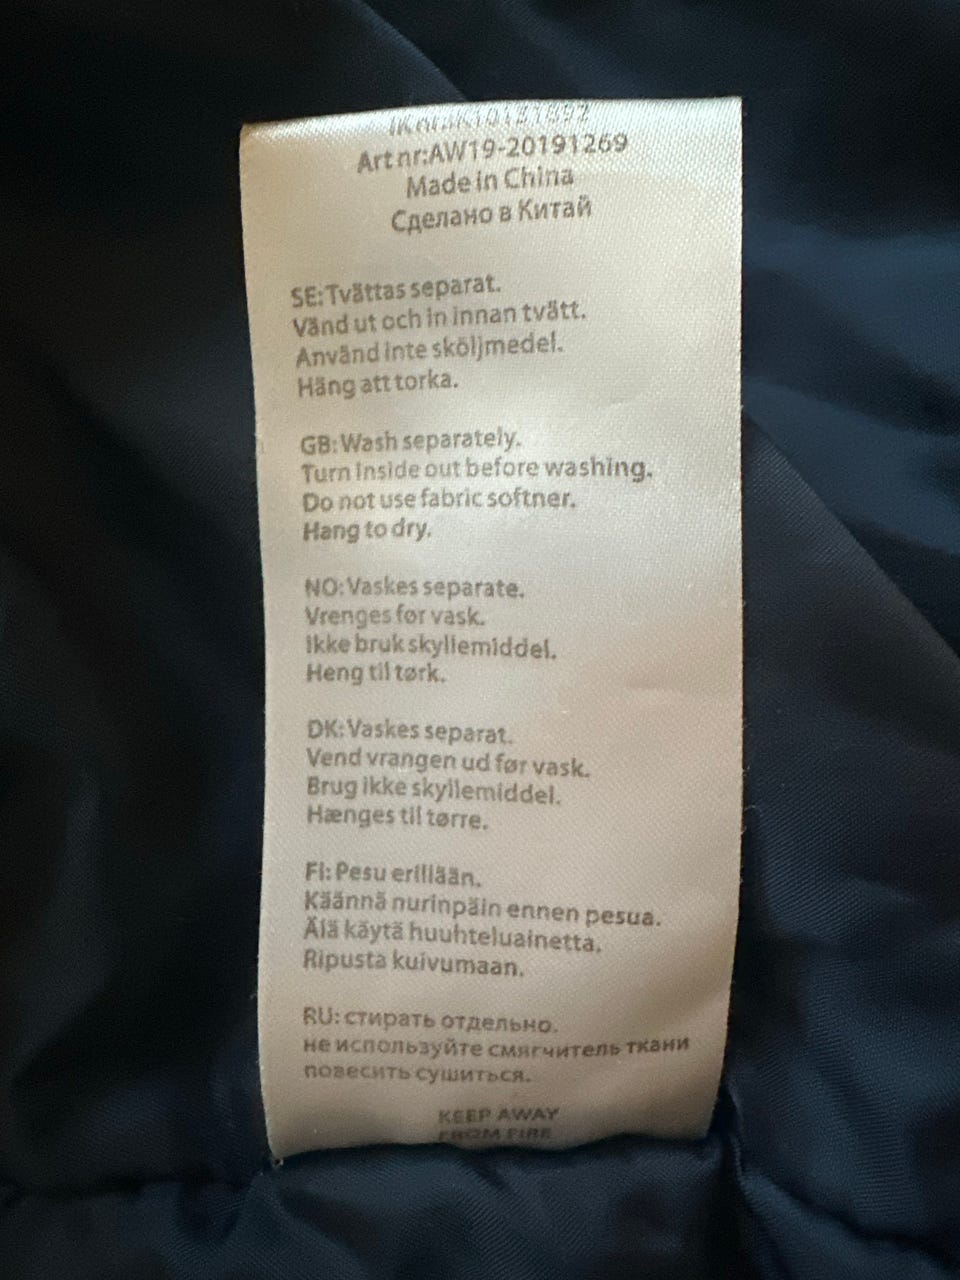 Art nr:AW19-20191269
Made in China
Сделано в Китай
SE: Tvättas separat.
Vänd ut och in innan tvätt.
Använd inte sköljmedel.
Häng att torka.
GB: Wash separately.
Turn inside out before washing.
Do not use fabric softner.
Hang to dry.
NO: Vaskes separate.
Vrenges før vask.
Ikke bruk skyllemiddel.
Heng til tørk.
DK: Vaskes separat.
Vend vrangen ud før vask.
Brug ikke skyllemiddel.
Hænges til tørre.
FI: Pesu erillään.
Käännä nurinpäin ennen pesua.
Älä käytä huuhteluainetta.
Ripusta kuivumaan.
RU: стирать отдельно.
не используйте смягчитель ткани
повесить сушиться.
KEEP AWAY
FROM FIRE